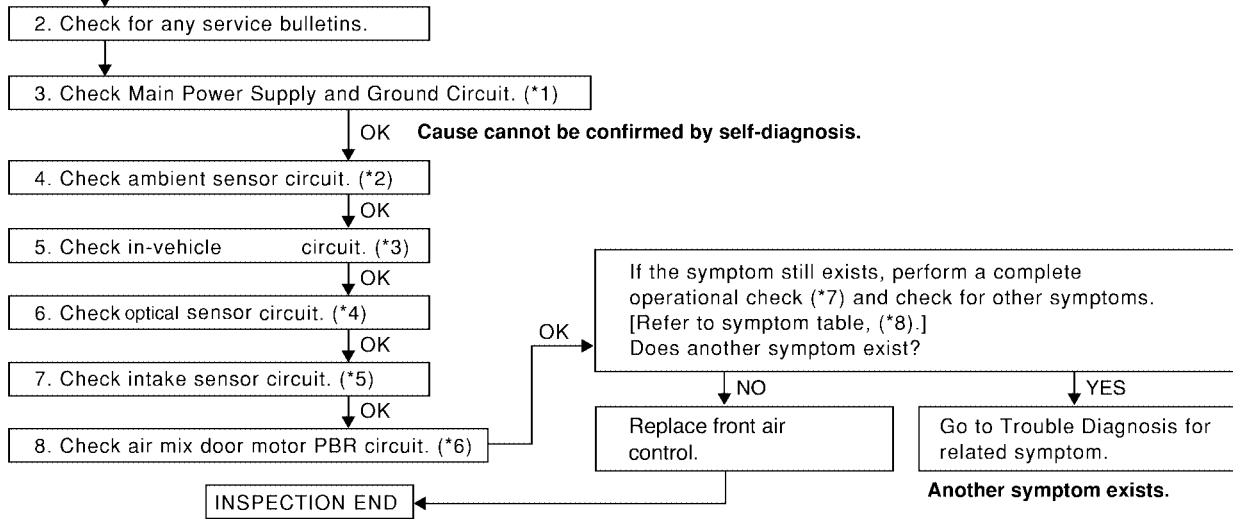 2. Check for any service bulletins.
3. Check Main Power Supply and Ground Circuit. (*1)
OK
Cause cannot be confirmed by self-diagnosis.
4. Check ambient sensor circuit. (*2)
OK
5. Check in-vehicle circuit. (*3)
OK
6. Check optical sensor circuit. (*4)
OK
7. Check intake sensor circuit. (*5)
OK
8. Check air mix door motor PBR circuit. (*6)
OK
If the symptom still exists, perform a complete
operational check (*7) and check for other symptoms.
[Refer to symptom table, (*8).]
Does another symptom exist?
NO
YES
Replace front air
control.
Go to Trouble Diagnosis for
related symptom.
Another symptom exists.
INSPECTION END